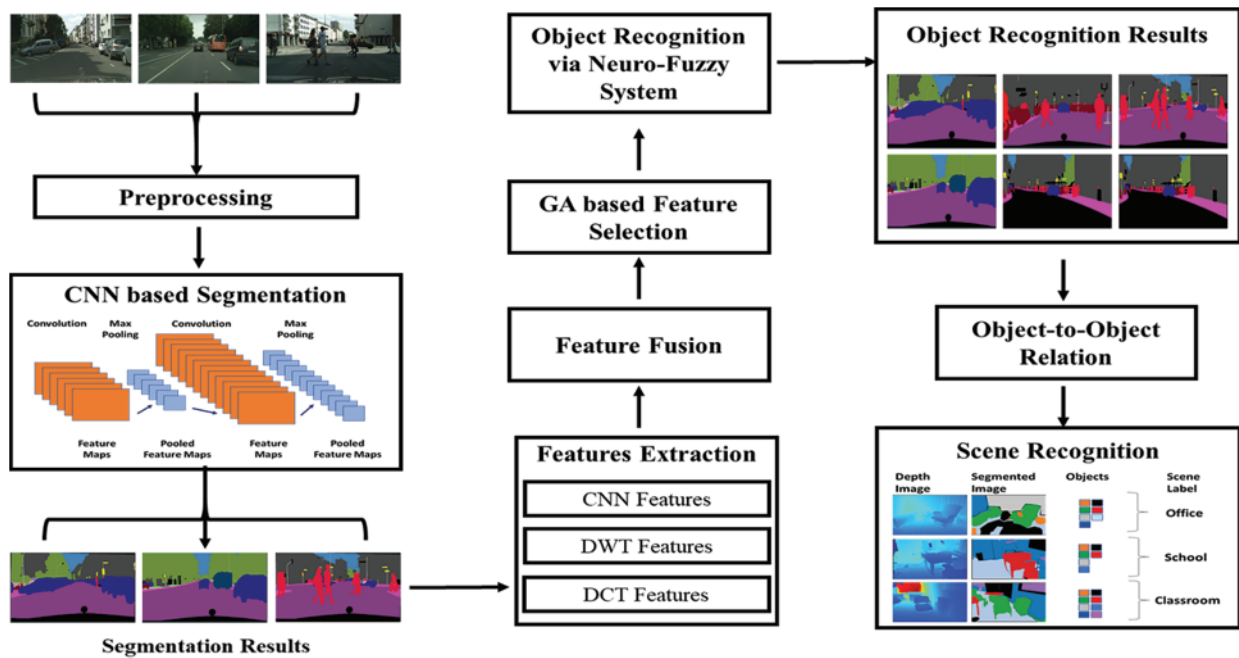 Preprocessing
CNN based Segmentation
Convolution
Max
Pooling
Convolution
Max
Pooling
Feature
Maps
Pooled
Feature Maps
Feature
Maps
Pooled
Feature Maps
Segmentation Results
Features Extraction
CNN Features
DWT Features
DCT Features
Feature Fusion
GA based Feature
Selection
Object Recognition
via Neuro-Fuzzy
System
Object Recognition Results
Object-to-Object
Relation
Scene Recognition
Depth
Image
Segmented
Image
Objects
Scene
Label
Office
School
Classroom